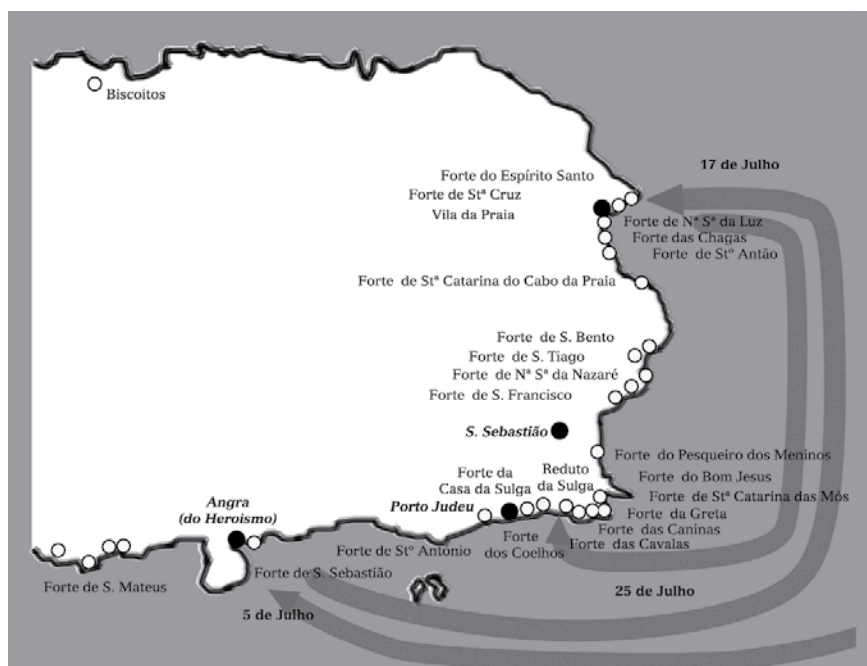 Biscoitos
17 de Julho
Forte do Espírito Santo
Forte de Stª Cruz
Vila da Praia
Forte de Nª Sª da Luz
Forte das Chagas
Forte de Stº Antão
Forte de Stª Catarina do Cabo da Praia
Forte de S. Bento
Forte de S. Tiago
Forte de Nª Sª da Nazaré
Forte de S. Francisco
S. Sebastião
Forte do Pesqueiro dos Meninos
Forte da
Casa da Sulga
Reduto
da Sulga
Forte do Bom Jesus
Forte de Stª Catarina das Mós
Angra
(do Heroismo)
Porto Judeu
Forte da Greta
Forte das Caninas
Forte das Cavalas
Forte de Stº António
Forte
dos Coelhos
Forte de S. Mateus
Forte de S. Sebastião
25 de Julho
5 de Julho